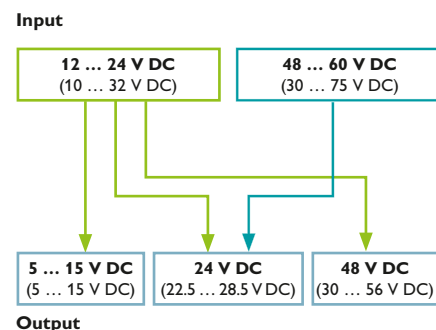 Input
12 ... 24 V DC
(10 ... 32 V DC)
48 ... 60 V DC
(30 ... 75 V DC)
5 ... 15 V DC
(5 ... 15 V DC)
24 V DC
(22.5 ... 28.5 V DC)
48 V DC
(30 ... 56 V DC)
Output